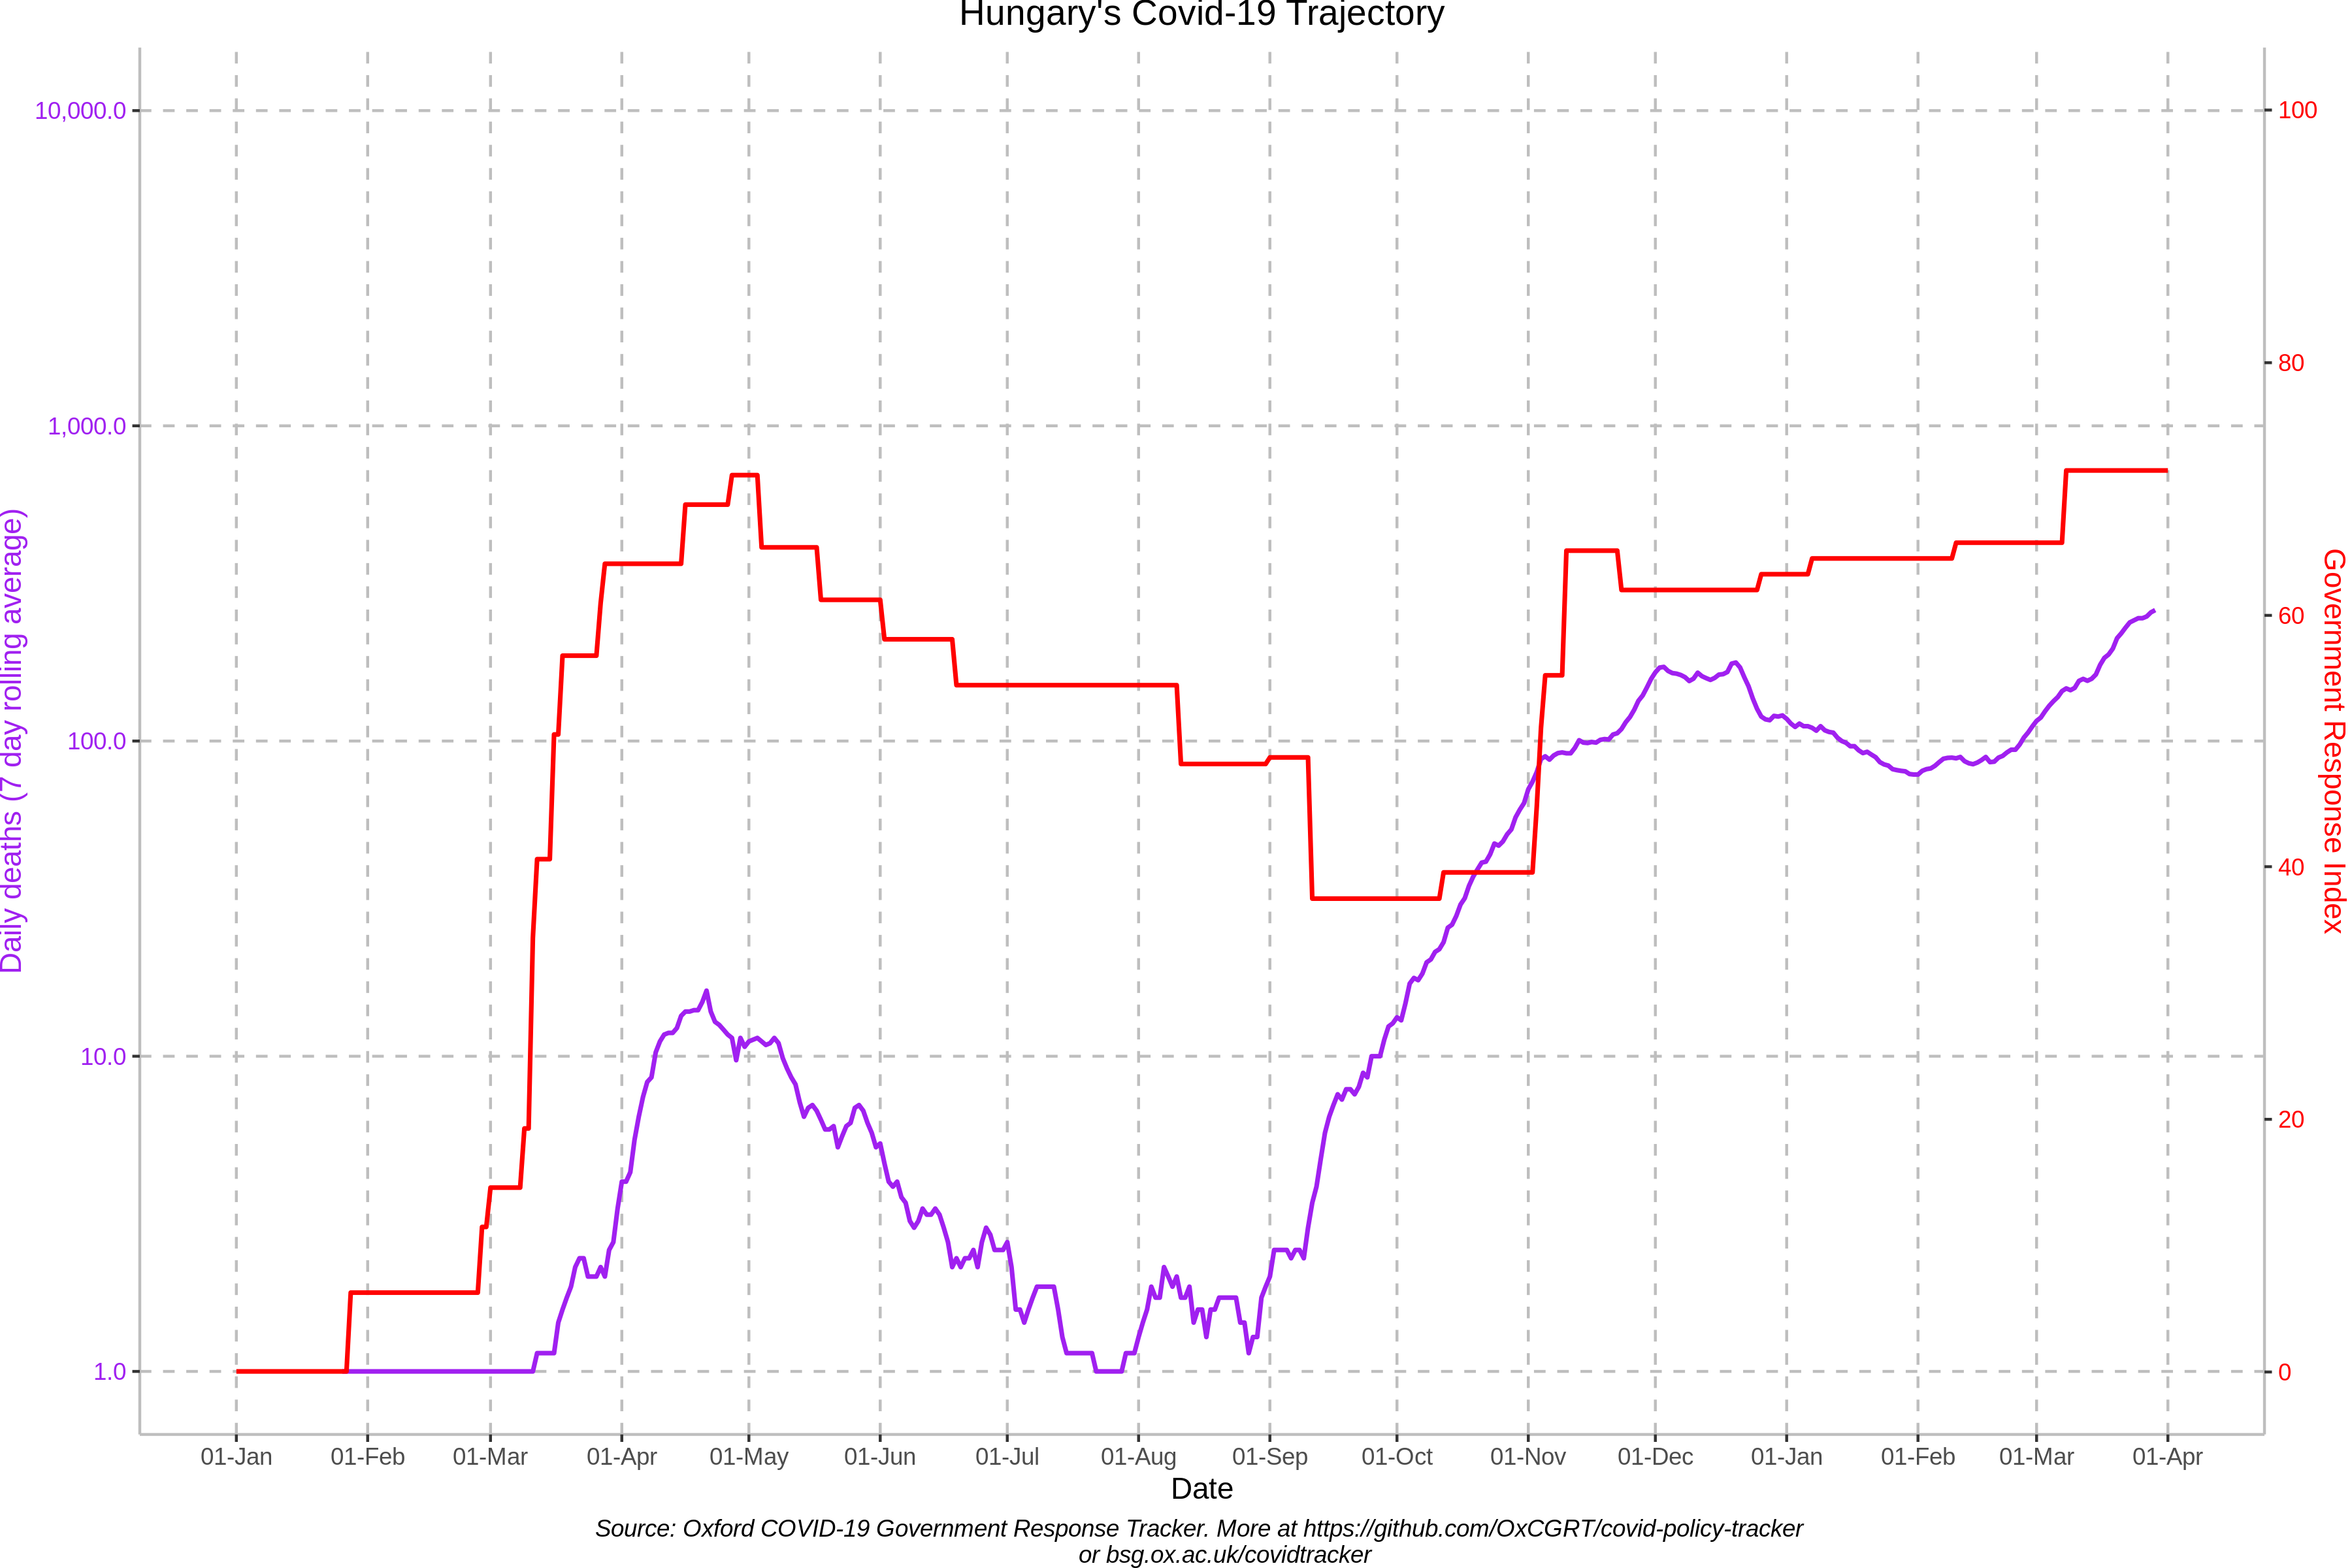 Hungary's Covid-19 Trajectory
10,000.0
1,000.0
100.0
10.0
1.0
Daily deaths (7 day rolling average)
100
80
60
40
20
0
Government Response Index
01-Jan 01-Feb 01-Mar 01-Apr 01-May 01-Jun 01-Jul 01-Aug 01-Sep 01-Oct 01-Nov 01-Dec 01-Jan 01-Feb 01-Mar 01-Apr
Date
Source: Oxford COVID-19 Government Response Tracker. More at https://github.com/OxCGRT/covid-policy-tracker
or bsg.ox.ac.uk/covidtracker